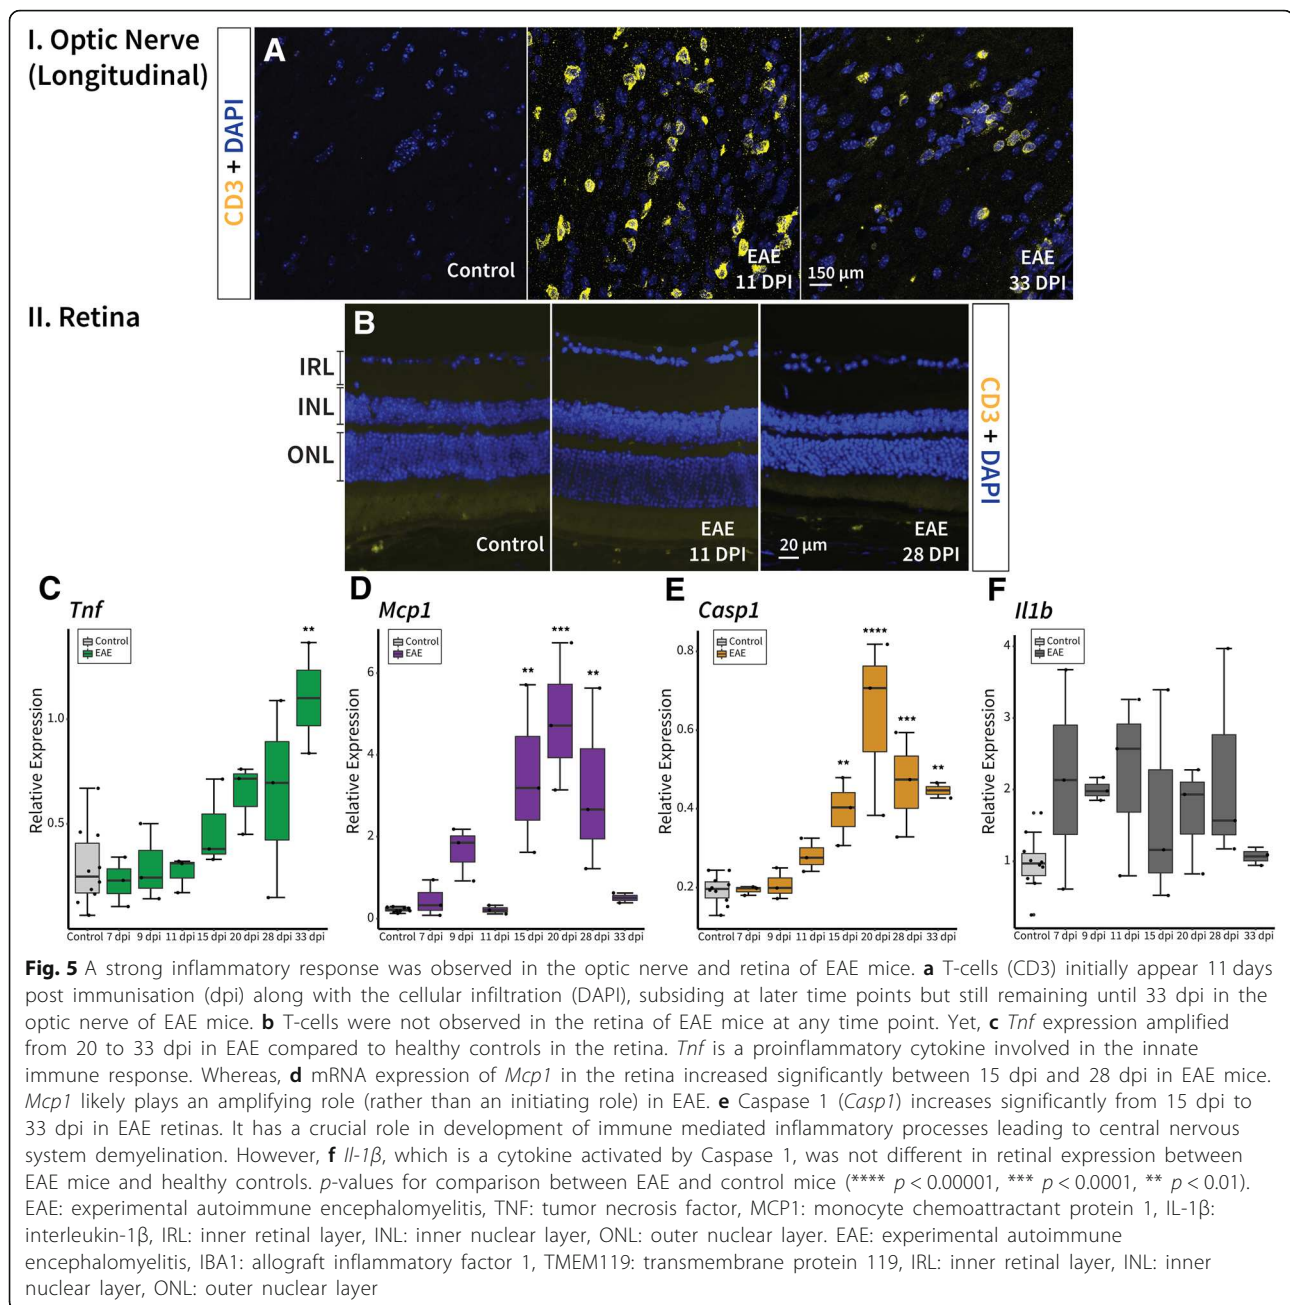 I. Optic Nerve
(Longitudinal)
CD3 + DAPI
A
Control
EAE
11 DPI
150 µm
EAE
33 DPI
II. Retina
B
IRL
INL
ONL
Control
EAE
11 DPI
20 µm
EAE
28 DPI
CD3 + DAPI
C
Tnf
Control
EAE
Relative Expression
1.0
0.5
**
Control 7 dpi 9 dpi 11 dpi 15 dpi 20 dpi 28 dpi 33 dpi
D
Mcp1
Control
EAE
Relative Expression
6
4
2
0
** *** **
Control 7 dpi 9 dpi 11 dpi 15 dpi 20 dpi 28 dpi 33 dpi
E
Casp1
Control
EAE
Relative Expression
0.8
0.6
0.4
0.2
** **** *** **
Control 7 dpi 9 dpi 11 dpi 15 dpi 20 dpi 28 dpi 33 dpi
F
Il1b
Control
EAE
Relative Expression
4
3
2
1
Control 7 dpi 9 dpi 11 dpi 15 dpi 20 dpi 28 dpi 33 dpi
Fig. 5 A strong inflammatory response was observed in the optic nerve and retina of EAE mice. a T-cells (CD3) initially appear 11 days
post immunisation (dpi) along with the cellular infiltration (DAPI), subsiding at later time points but still remaining until 33 dpi in the
optic nerve of EAE mice. b T-cells were not observed in the retina of EAE mice at any time point. Yet, c Tnf expression amplified
from 20 to 33 dpi in EAE compared to healthy controls in the retina. Tnf is a proinflammatory cytokine involved in the innate
immune response. Whereas, d mRNA expression of Mcp1 in the retina increased significantly between 15 dpi and 28 dpi in EAE mice.
Mcp1 likely plays an amplifying role (rather than an initiating role) in EAE. e Caspase 1 (Casp1) increases significantly from 15 dpi to
33 dpi in EAE retinas. It has a crucial role in development of immune mediated inflammatory processes leading to central nervous
system demyelination. However, f Il-1β, which is a cytokine activated by Caspase 1, was not different in retinal expression between
EAE mice and healthy controls. p-values for comparison between EAE and control mice (**** p < 0.00001, *** p < 0.0001, ** p < 0.01).
EAE: experimental autoimmune encephalomyelitis, TNF: tumor necrosis factor, MCP1: monocyte chemoattractant protein 1, IL-1β:
interleukin-1β, IRL: inner retinal layer, INL: inner nuclear layer, ONL: outer nuclear layer. EAE: experimental autoimmune
encephalomyelitis, IBA1: allograft inflammatory factor 1, TMEM119: transmembrane protein 119, IRL: inner retinal layer, INL: inner
nuclear layer, ONL: outer nuclear layer